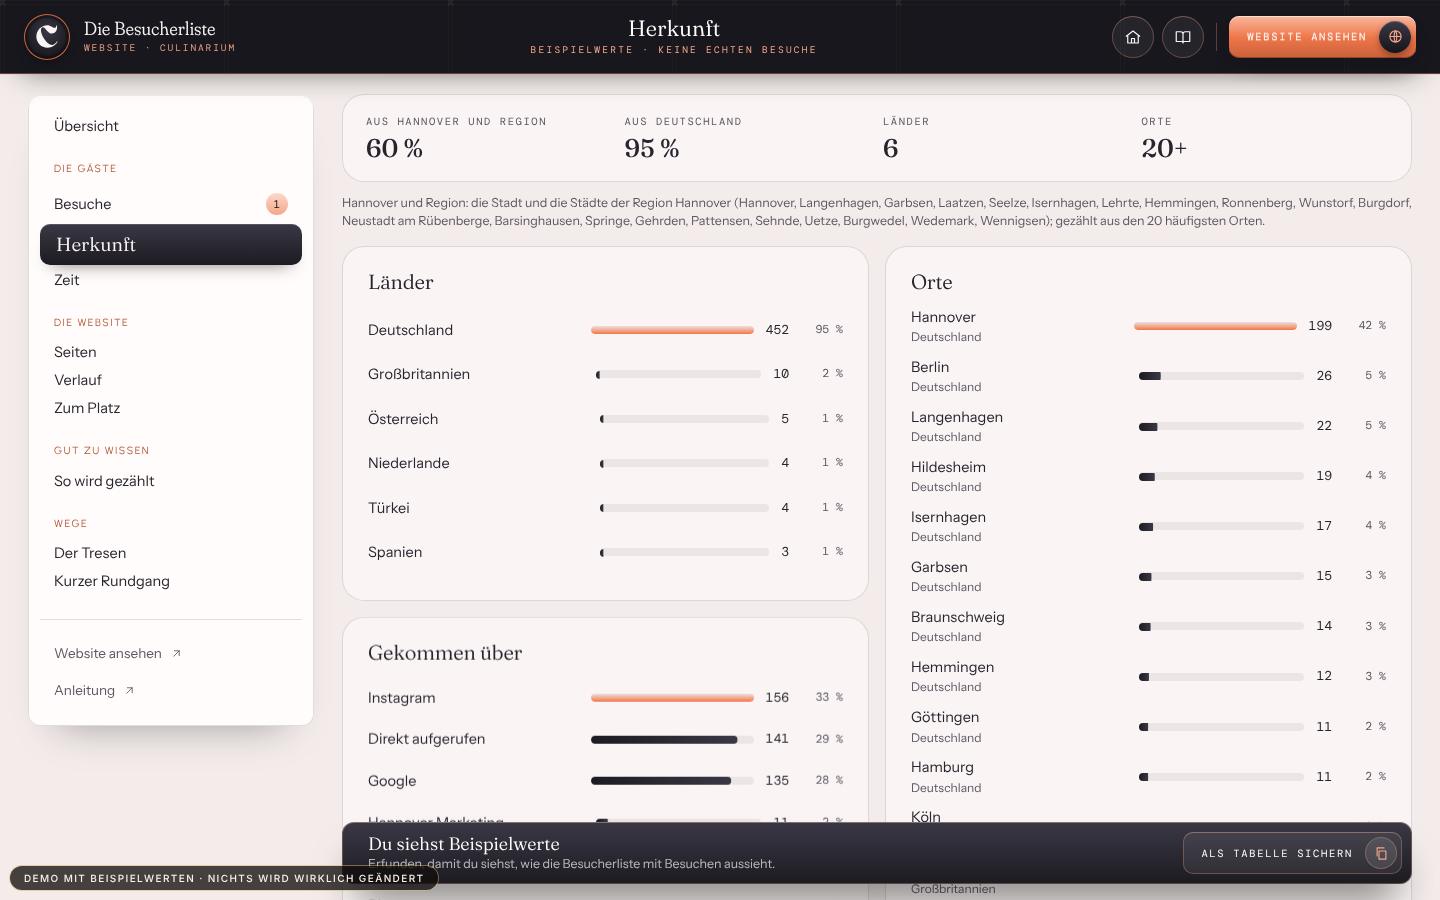 Die Besucherliste
WEBSITE · CULINARIUM
Herkunft
BEISPIELWERTE · KEINE ECHTEN BESUCHE
WEBSITE ANSEHEN
Übersicht
DIE GÄSTE
Besuche 1
Herkunft
Zeit
DIE WEBSITE
Seiten
Verlauf
Zum Platz
GUT ZU WISSEN
So wird gezählt
WEGE
Der Tresen
Kurzer Rundgang
Website ansehen
Anleitung
AUS HANNOVER UND REGION
60 %
AUS DEUTSCHLAND
95 %
LÄNDER
6
ORTE
20+
Hannover und Region: die Stadt und die Städte der Region Hannover (Hannover, Langenhagen, Garbsen, Laatzen, Seelze, Isernhagen, Lehrte, Hemmingen, Ronnenberg, Wunstorf, Burgdorf,
Neustadt am Rübenberge, Barsinghausen, Springe, Gehrden, Pattensen, Sehnde, Uetze, Burgwedel, Wedemark, Wennigsen); gezählt aus den 20 häufigsten Orten.
Länder
Deutschland 452 95 %
Großbritannien 10 2 %
Österreich 5 1 %
Niederlande 4 1 %
Türkei 4 1 %
Spanien 3 1 %
Gekommen über
Instagram 156 33 %
Direkt aufgerufen 141 29 %
Google 135 28 %
Hannover Marketing 11 2 %
Orte
Hannover 199 42 %
Deutschland
Berlin 26 5 %
Deutschland
Langenhagen 22 5 %
Deutschland
Hildesheim 19 4 %
Deutschland
Isernhagen 17 4 %
Deutschland
Garbsen 15 3 %
Deutschland
Braunschweig 14 3 %
Deutschland
Hemmingen 12 3 %
Deutschland
Göttingen 11 2 %
Deutschland
Hamburg 11 2 %
Deutschland
Köln
Du siehst Beispielwerte
Erfunden, damit du siehst, wie die Besucherliste mit Besuchen aussieht.
ALS TABELLE SICHERN
DEMO MIT BEISPIELWERTEN · NICHTS WIRD WIRKLICH GEÄNDERT
Großbritannien